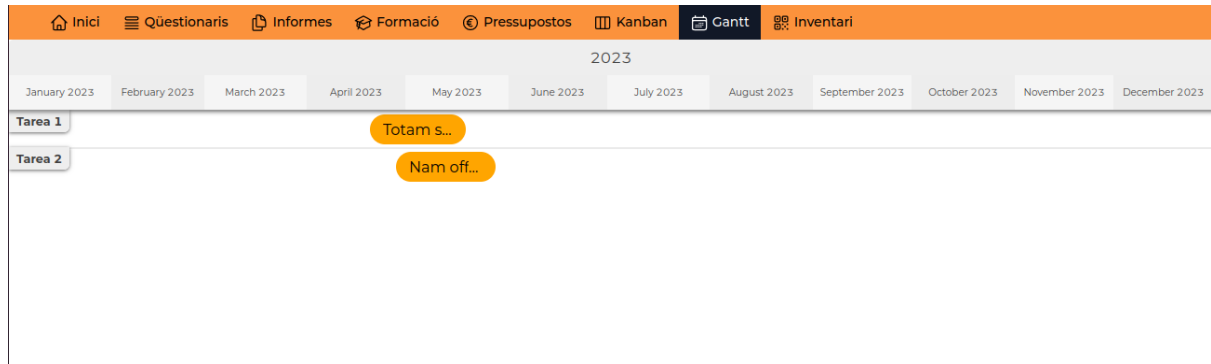 Inici Qüestionaris Informes Formació Pressupostos Kanban Gantt Inventari
2023
January 2023 February 2023 March 2023 April 2023 May 2023 June 2023 July 2023 August 2023 September 2023 October 2023 November 2023 December 2023
Tarea 1
Totam s...
Tarea 2
Nam off...